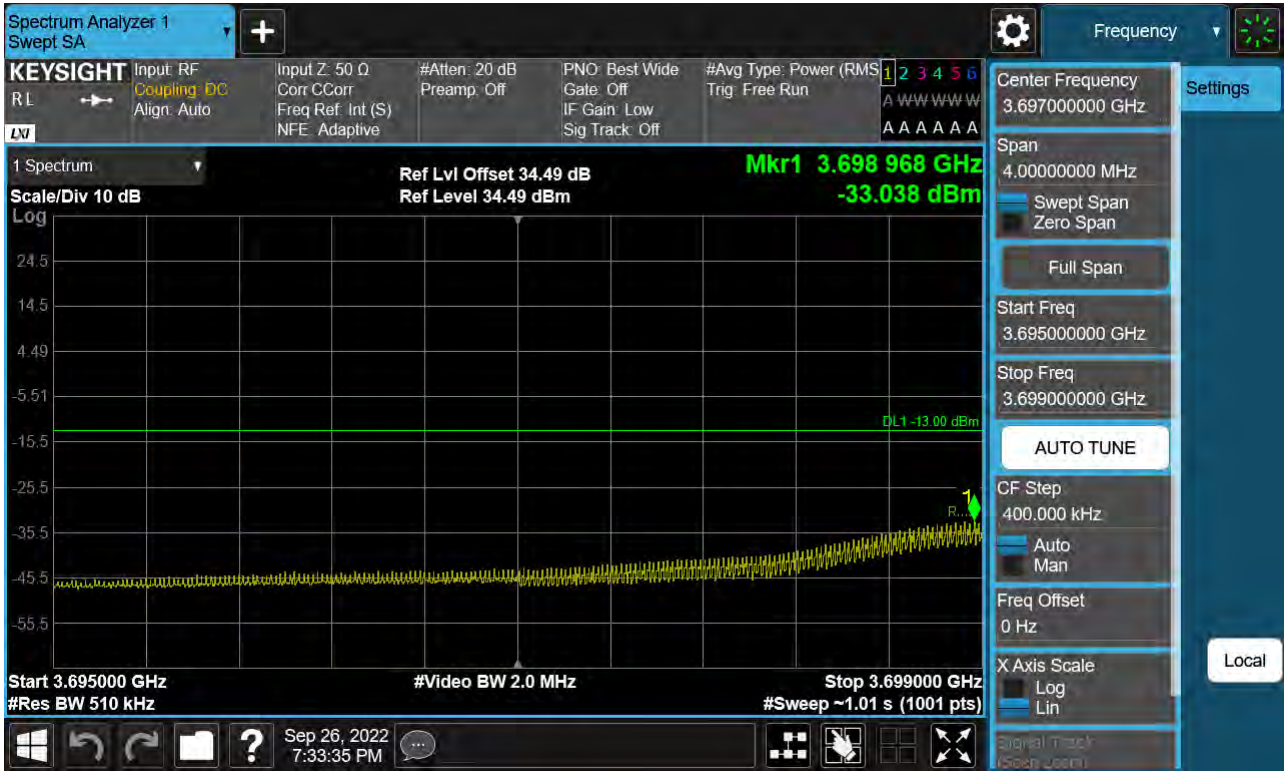 Spectrum Analyzer 1
Swept SA
Frequency
KEYSIGHT
RL
LXI
Input: RF
Coupling: DC
Align: Auto
Input Z: 50 Ω
Corr CCorr
Freq Ref: Int (S)
NFE: Adaptive
#Atten: 20 dB
Preamp: Off
PNO: Best Wide
Gate: Off
IF Gain: Low
Sig Track: Off
#Avg Type: Power (RMS
Trig: Free Run
1 2 3 4 5 6
A W W W W W
A A A A A A
1 Spectrum
Scale/Div 10 dB
Ref Lvl Offset 34.49 dB
Ref Level 34.49 dBm
Mkr1 3.698 968 GHz
-33.038 dBm
Log
24.5
14.5
4.49
-5.51
DL1 -13.00 dBm
-15.5
-25.5
1
R...
-35.5
-45.5
-55.5
Start 3.695000 GHz
#Res BW 510 kHz
#Video BW 2.0 MHz
Stop 3.699000 GHz
#Sweep ~1.01 s (1001 pts)
Center Frequency
3.697000000 GHz
Settings
Span
4.00000000 MHz
Swept Span
Zero Span
Full Span
Start Freq
3.695000000 GHz
Stop Freq
3.699000000 GHz
AUTO TUNE
CF Step
400.000 kHz
Auto
Man
Freq Offset
0 Hz
X Axis Scale
Log
Lin
Local
Signal Track
(Span Zoom)
?
Sep 26, 2022
7:33:35 PM